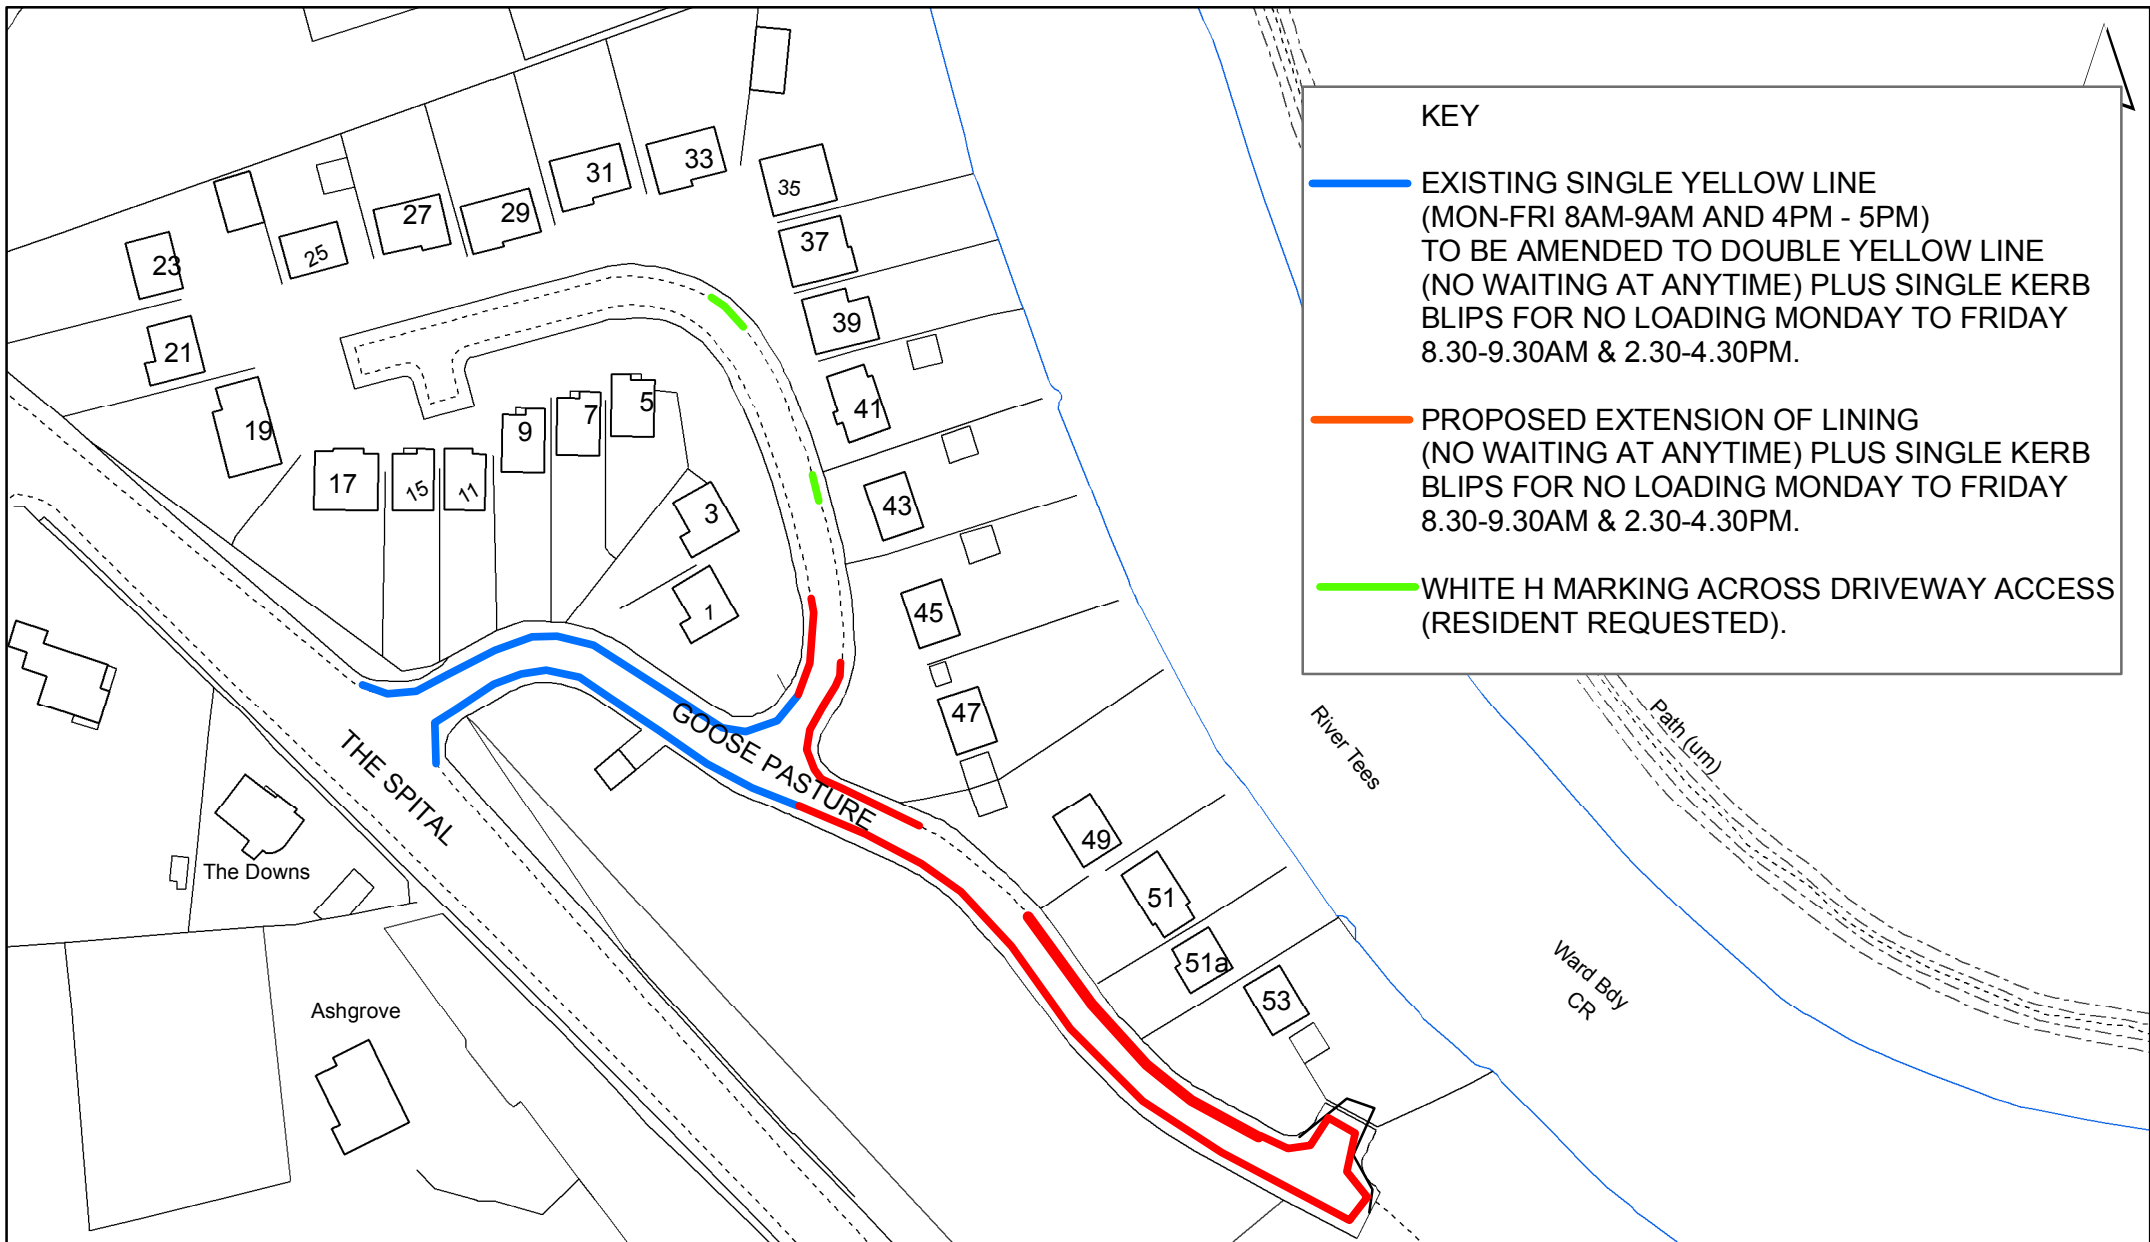 KEY
EXISTING SINGLE YELLOW LINE
(MON-FRI 8AM-9AM AND 4PM - 5PM)
TO BE AMENDED TO DOUBLE YELLOW LINE
(NO WAITING AT ANYTIME) PLUS SINGLE KERB
BLIPS FOR NO LOADING MONDAY TO FRIDAY
8.30-9.30AM & 2.30-4.30PM.
PROPOSED EXTENSION OF LINING
(NO WAITING AT ANYTIME) PLUS SINGLE KERB
BLIPS FOR NO LOADING MONDAY TO FRIDAY
8.30-9.30AM & 2.30-4.30PM.
WHITE H MARKING ACROSS DRIVEWAY ACCESS
(RESIDENT REQUESTED).
33
31
35
29
27
37
25
23
39
21
41
5
7
9
19
17
15
11
43
3
1
45
47
GOOSE PASTURE
THE SPITAL
River Tees
Path (um)
49
The Downs
51
51a
53
Ward Bdy
CR
Ashgrove